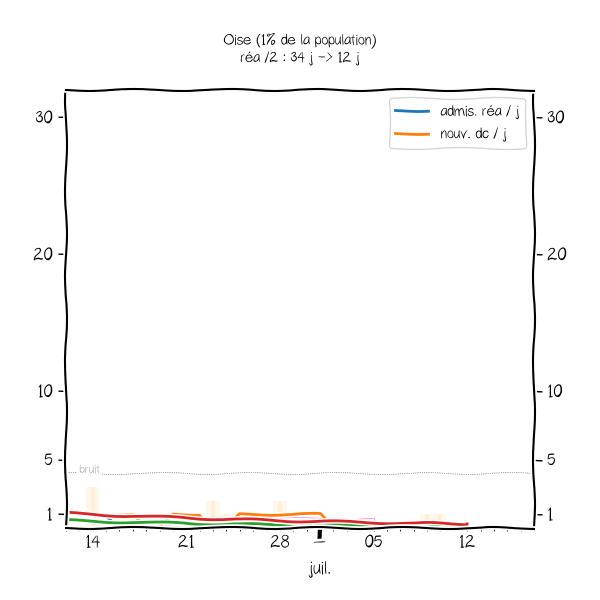 Oise (1% de la population)
réa /2 : 34 j -> 12 j
admis. réa / j
nouv. dc / j
30 30
20 20
10 10
5 5
bruit
1 1
14 21 28 1 05 12
juil.